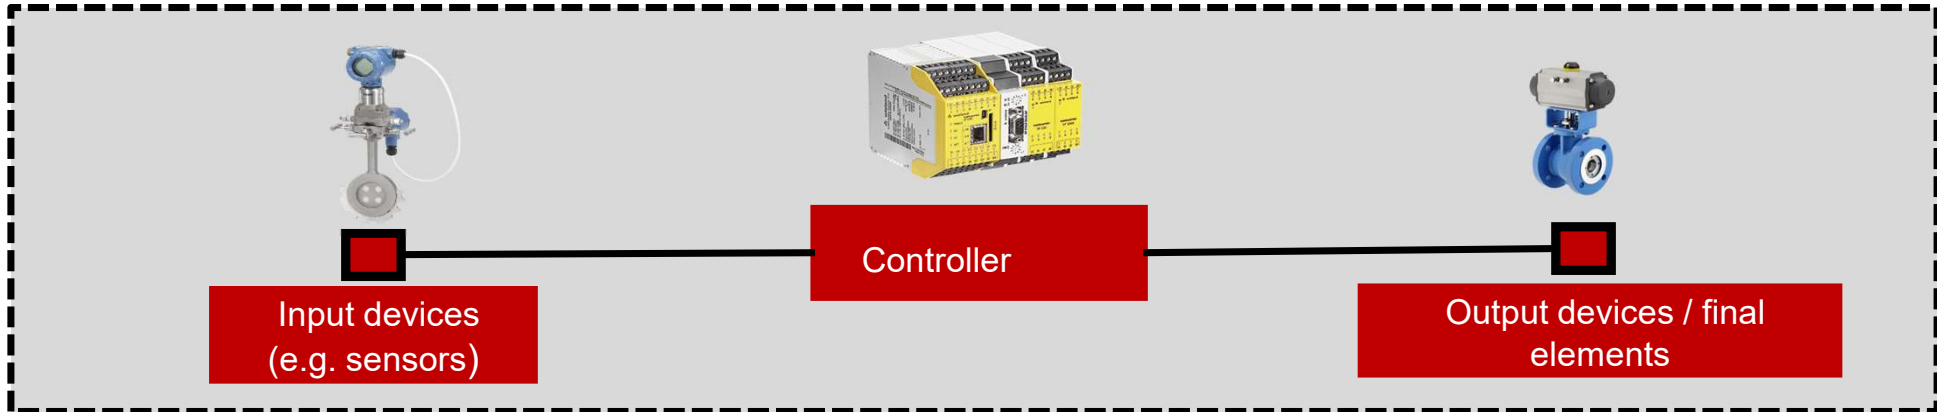 Controller
Input devices
(e.g. sensors)
Output devices / final
elements